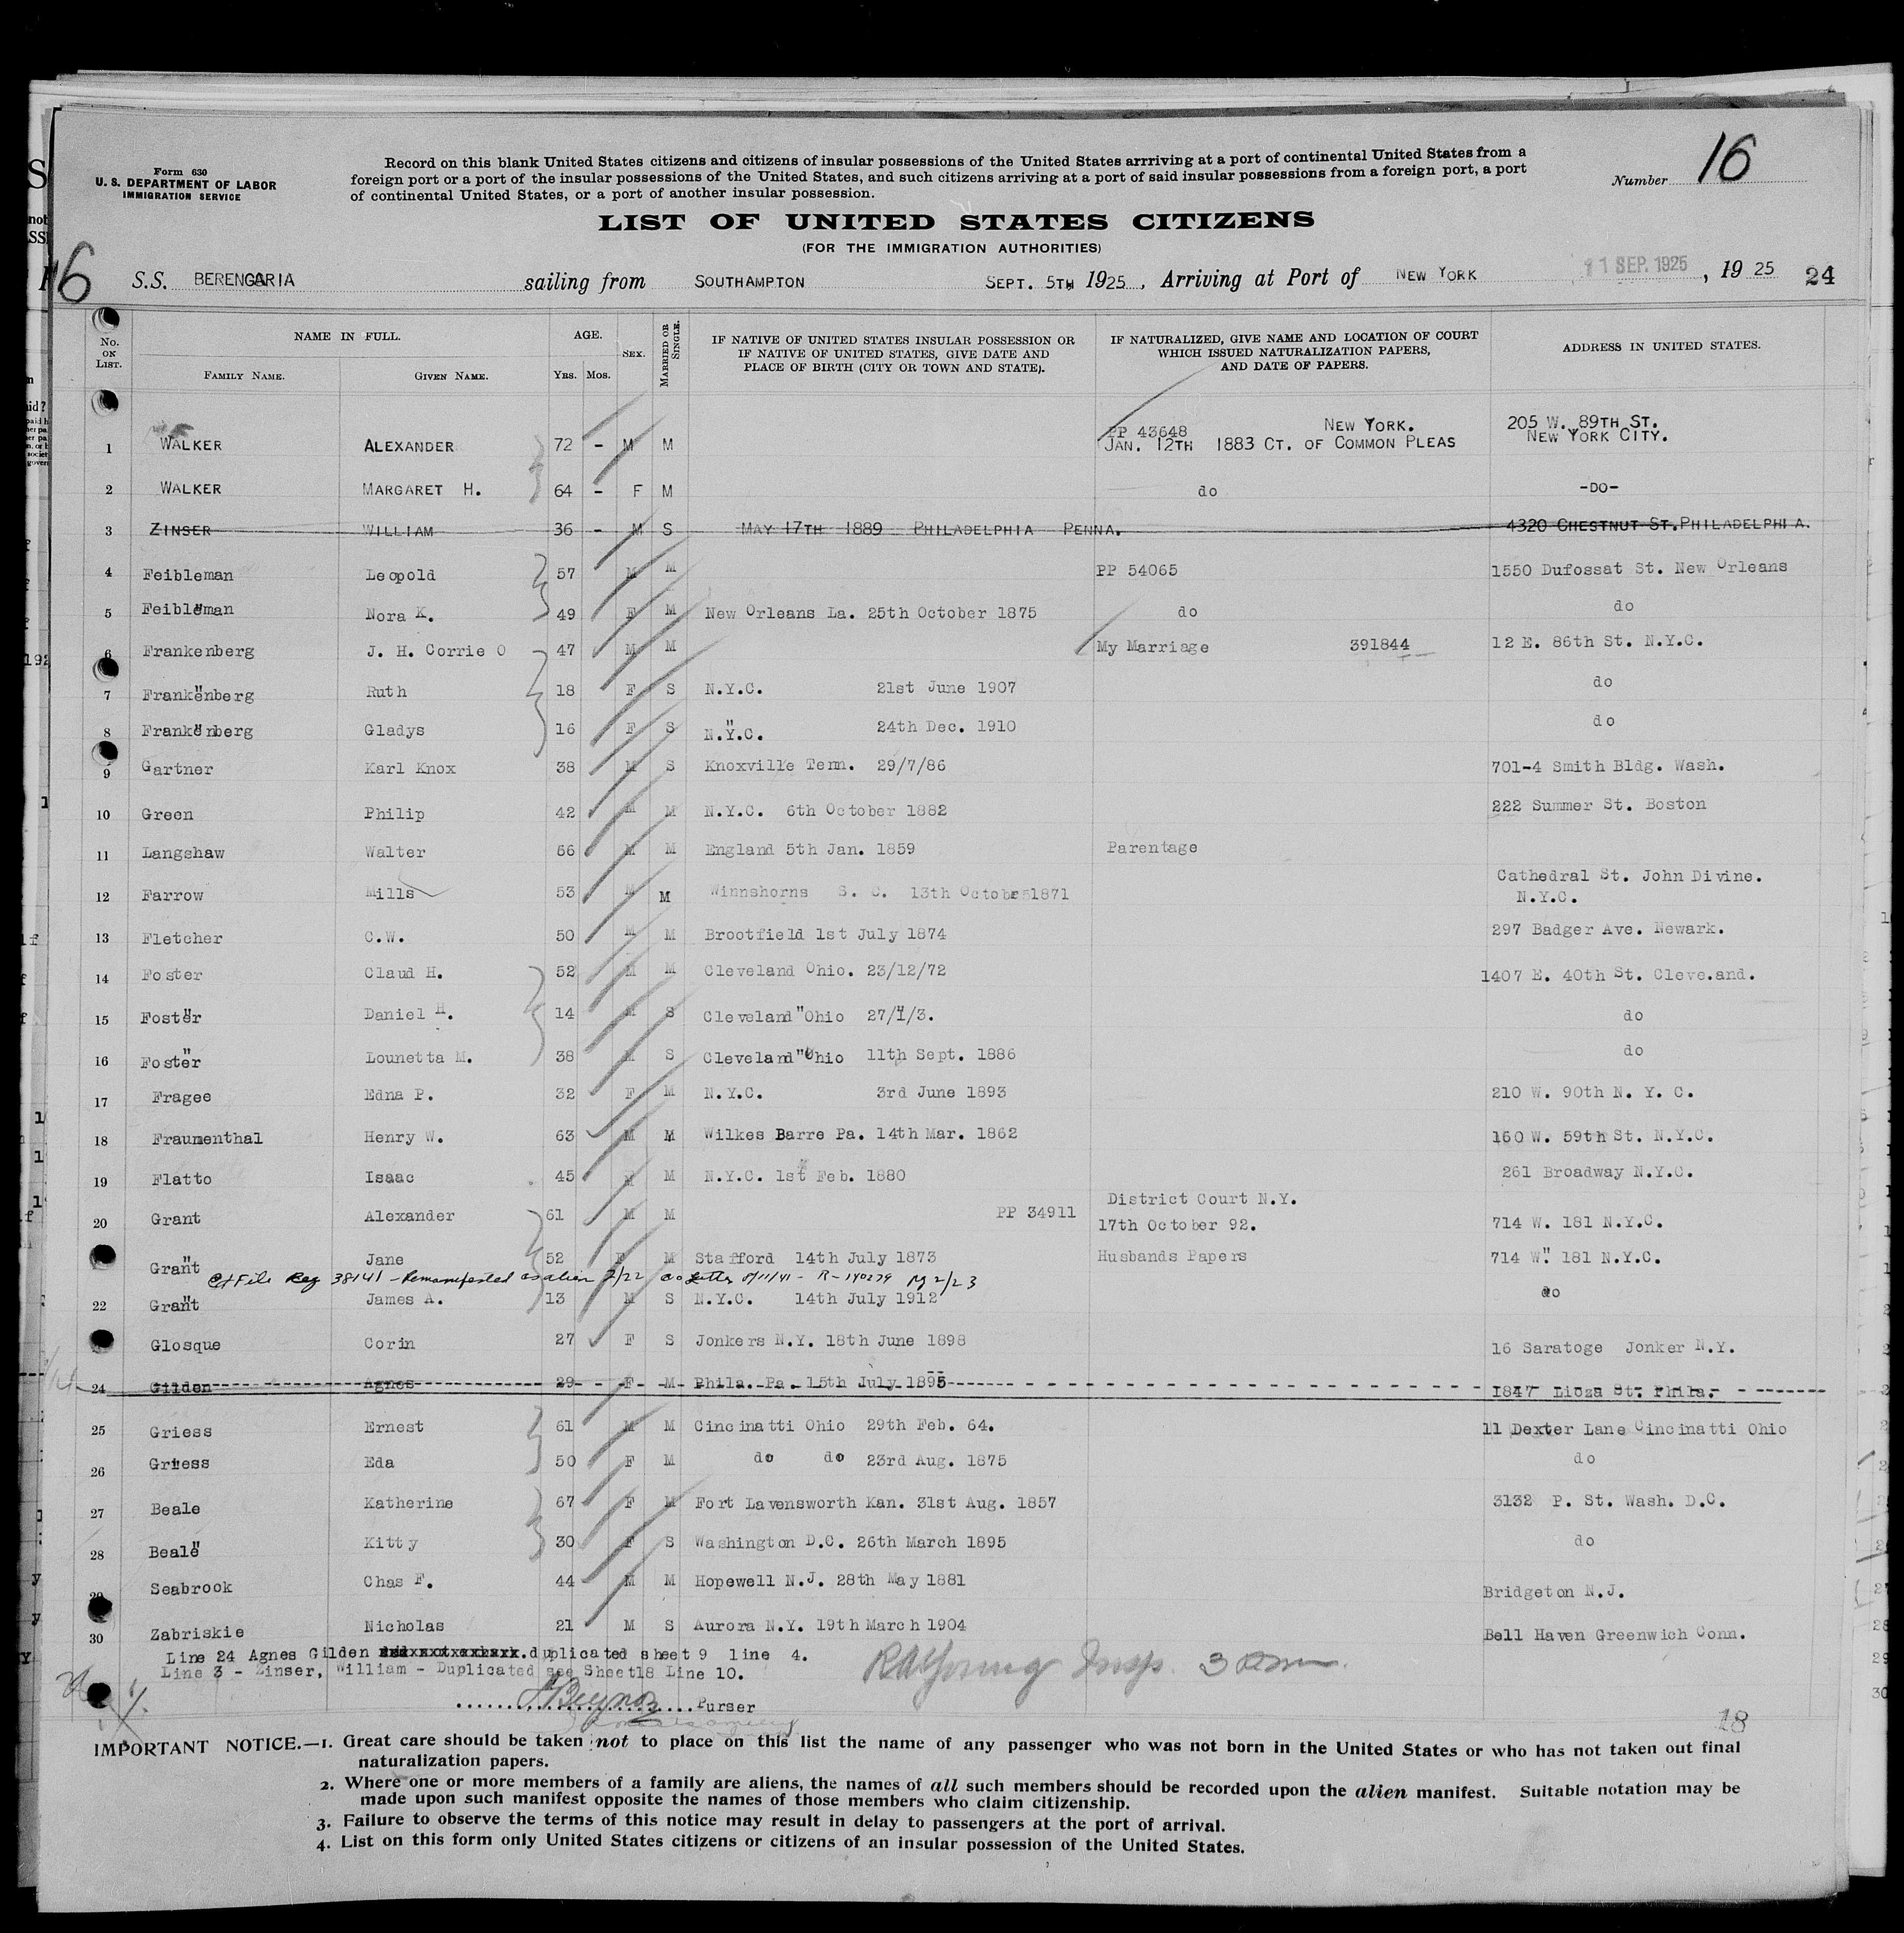 Form 630
U. S. DEPARTMENT OF LABOR
IMMIGRATION SERVICE
Record on this blank United States citizens and citizens of insular possessions of the United States arrriving at a port of continental United States from a
foreign port or a port of the insular possessions of the United States, and such citizens arriving at a port of said insular possessions from a foreign port, a port
of continental United States, or a port of another insular possession.
Number 16
LIST OF UNITED STATES CITIZENS
(FOR THE IMMIGRATION AUTHORITIES)
16 S.S. BERENGARIA sailing from SOUTHAMPTON SEPT. 5TH 1925, Arriving at Port of NEW YORK 11 SEP. 1925, 1925 24
No. ON LIST. NAME IN FULL. FAMILY NAME. GIVEN NAME. AGE. YRS. MOS. SEX. MARRIED OR SINGLE. IF NATIVE OF UNITED STATES INSULAR POSSESSION OR IF NATIVE OF UNITED STATES, GIVE DATE AND PLACE OF BIRTH (CITY OR TOWN AND STATE). IF NATURALIZED, GIVE NAME AND LOCATION OF COURT WHICH ISSUED NATURALIZATION PAPERS, AND DATE OF PAPERS. ADDRESS IN UNITED STATES.
1 WALKER ALEXANDER 72 - M M PP 43648 NEW YORK. JAN. 12TH 1883 CT. OF COMMON PLEAS 205 W. 89TH ST. NEW YORK CITY.
2 WALKER MARGARET H. 64 - F M do -DO-
3 ZINSER WILLIAM 36 - M S MAY 17TH 1889 PHILADELPHIA PENNA. 4320 CHESTNUT ST. PHILADELPHIA.
4 Feibleman Leopold 57 M M PP 54065 1550 Dufossat St. New Orleans
5 Feibleman Nora K. 49 F M New Orleans La. 25th October 1875 do do
6 Frankenberg J. H. Corrie O 47 M M My Marriage 391844 12 E. 86th St. N.Y.C.
7 Frankenberg Ruth 18 F S N.Y.C. 21st June 1907 do
8 Frankenberg Gladys 16 F S N.Y.C. 24th Dec. 1910 do
9 Gartner Karl Knox 38 M S Knoxville Tenn. 29/7/86 701-4 Smith Bldg. Wash.
10 Green Philip 42 M M N.Y.C. 6th October 1882 222 Summer St. Boston
11 Langshaw Walter 66 M M England 5th Jan. 1859 Parentage
12 Farrow Mills 53 M M Winnshorns S. C. 13th October 1871 Cathedral St. John Divine. N.Y.C.
13 Fletcher C.W. 50 M M Brootfield 1st July 1874 297 Badger Ave. Newark.
14 Foster Claud H. 52 M M Cleveland Ohio. 23/12/72 1407 E. 40th St. Cleve.and.
15 Foster Daniel H. 14 M S Cleveland Ohio 27/1/3. do
16 Foster Lounetta M. 38 M S Cleveland Ohio 11th Sept. 1886 do
17 Fragee Edna P. 32 F M N.Y.C. 3rd June 1893 210 W. 90th N. Y. C.
18 Fraumenthal Henry W. 63 M M Wilkes Barre Pa. 14th Mar. 1862 160 W. 59th St. N.Y.C.
19 Flatto Isaac 45 M M N.Y.C. 1st Feb. 1880 261 Broadway N.Y.C.
20 Grant Alexander 61 M M PP 34911 District Court N.Y. 17th October 92. 714 W. 181 N.Y.C.
Grant Jane 52 F M Stafford 14th July 1873 Husbands Papers 714 W. 181 N.Y.C.
Ct File Reg 38141 - Remanifested as alien 2/22 a/o Letter 8/11/41 - R-140279 M 2/23
22 Grant James A. 13 M S N.Y.C. 14th July 1912 do
Glosque Corin 27 F S Jonkers N.Y. 18th June 1898 16 Saratoge Jonker N.Y.
24 Gilden Agnes 29 F M Phila. Pa. 15th July 1895 1847 Lioza St. Phila.
25 Griess Ernest 61 M M Cincinatti Ohio 29th Feb. 64. 11 Dexter Lane Cincinatti Ohio
26 Griess Eda 50 F M do do 23rd Aug. 1875 do
27 Beale Katherine 67 F M Fort Lavensworth Kan. 31st Aug. 1857 3132 P. St. Wash. D.C.
28 Beale Kitty 30 F S Washington D.C. 26th March 1895 do
29 Seabrook Chas F. 44 M M Hopewell N.J. 28th May 1881 Bridgeton N.J.
30 Zabriskie Nicholas 21 M S Aurora N.Y. 19th March 1904 Bell Haven Greenwich Conn.
Line 24 Agnes Gilden duplicated sheet 9 line 4.
Line 3 - Zinser, William - Duplicated see Sheet18 Line 10.
Purser
18
IMPORTANT NOTICE.—1. Great care should be taken not to place on this list the name of any passenger who was not born in the United States or who has not taken out final
naturalization papers.
2. Where one or more members of a family are aliens, the names of all such members should be recorded upon the alien manifest. Suitable notation may be
made upon such manifest opposite the names of those members who claim citizenship.
3. Failure to observe the terms of this notice may result in delay to passengers at the port of arrival.
4. List on this form only United States citizens or citizens of an insular possession of the United States.